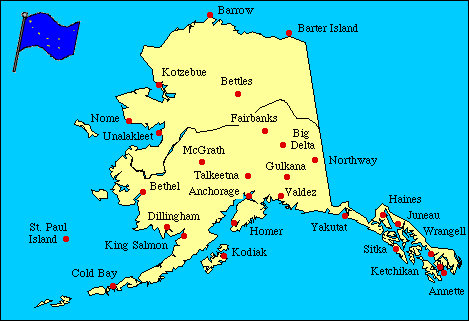 Barrow
Barter Island
Kotzebue
Bettles
Nome
Fairbanks
Unalakleet
Big
Delta
McGrath
Northway
Gulkana
Talkeetna
Bethel
Anchorage
Valdez
Haines
Dillingham
Juneau
St. Paul
Island
Yakutat
Homer
Wrangell
King Salmon
Sitka
Kodiak
Cold Bay
Ketchikan
Annette